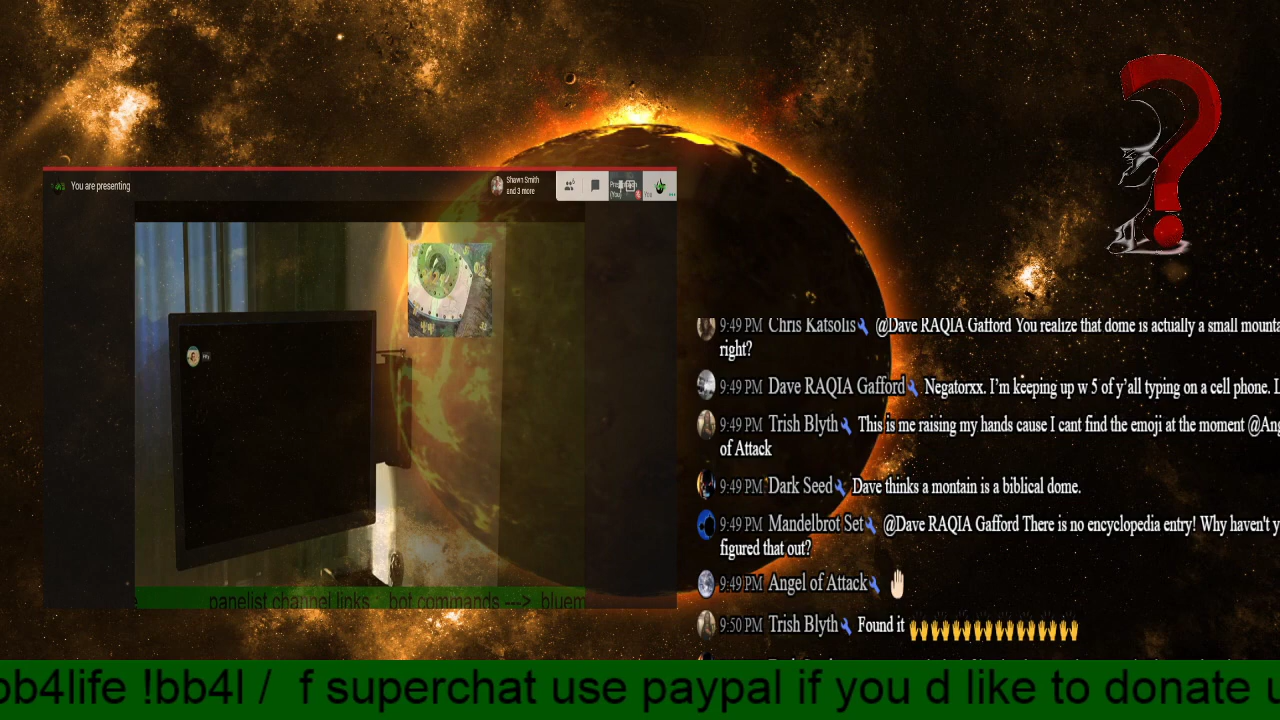 You are presenting
Shawn Smith
and 3 more
You
9:49 PM Chris Katsolis @Dave RAQIA Gafford You realize that dome is actually a small mounta
right?
9:49 PM Dave RAQIA Gafford Negatorxx. I'm keeping up w 5 of y'all typing on a cell phone. I
9:49 PM Trish Blyth This is me raising my hands cause I cant find the emoji at the moment @Ang
of Attack
9:49 PM Dark Seed Dave thinks a montain is a biblical dome.
9:49 PM Mandelbrot Set @Dave RAQIA Gafford There is no encyclopedia entry! Why haven't y
figured that out?
9:49 PM Angel of Attack 🤚🏻
9:50 PM Trish Blyth Found it 🙌🙌🙌🙌🙌🙌🙌🙌
panelist channel links bot commands ---> bluem
bb4life !bb4l / f superchat use paypal if you d like to donate u